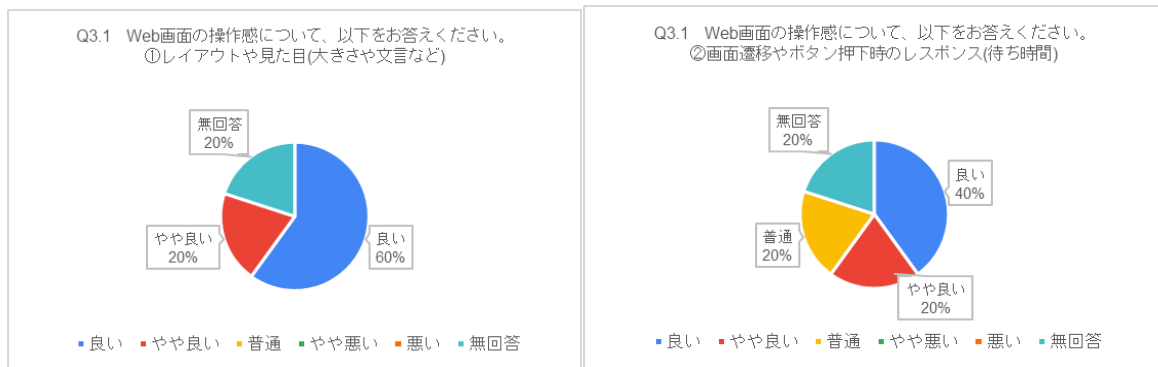 Q3.1　Web画面の操作感について、以下をお答えください。
①レイアウトや見た目(大きさや文言など)
無回答
20%
やや良い
20%
良い
60%
良い やや良い 普通 やや悪い 悪い 無回答
Q3.1　Web画面の操作感について、以下をお答えください。
②画面遷移やボタン押下時のレスポンス(待ち時間)
無回答
20%
良い
40%
普通
20%
やや良い
20%
良い やや良い 普通 やや悪い 悪い 無回答